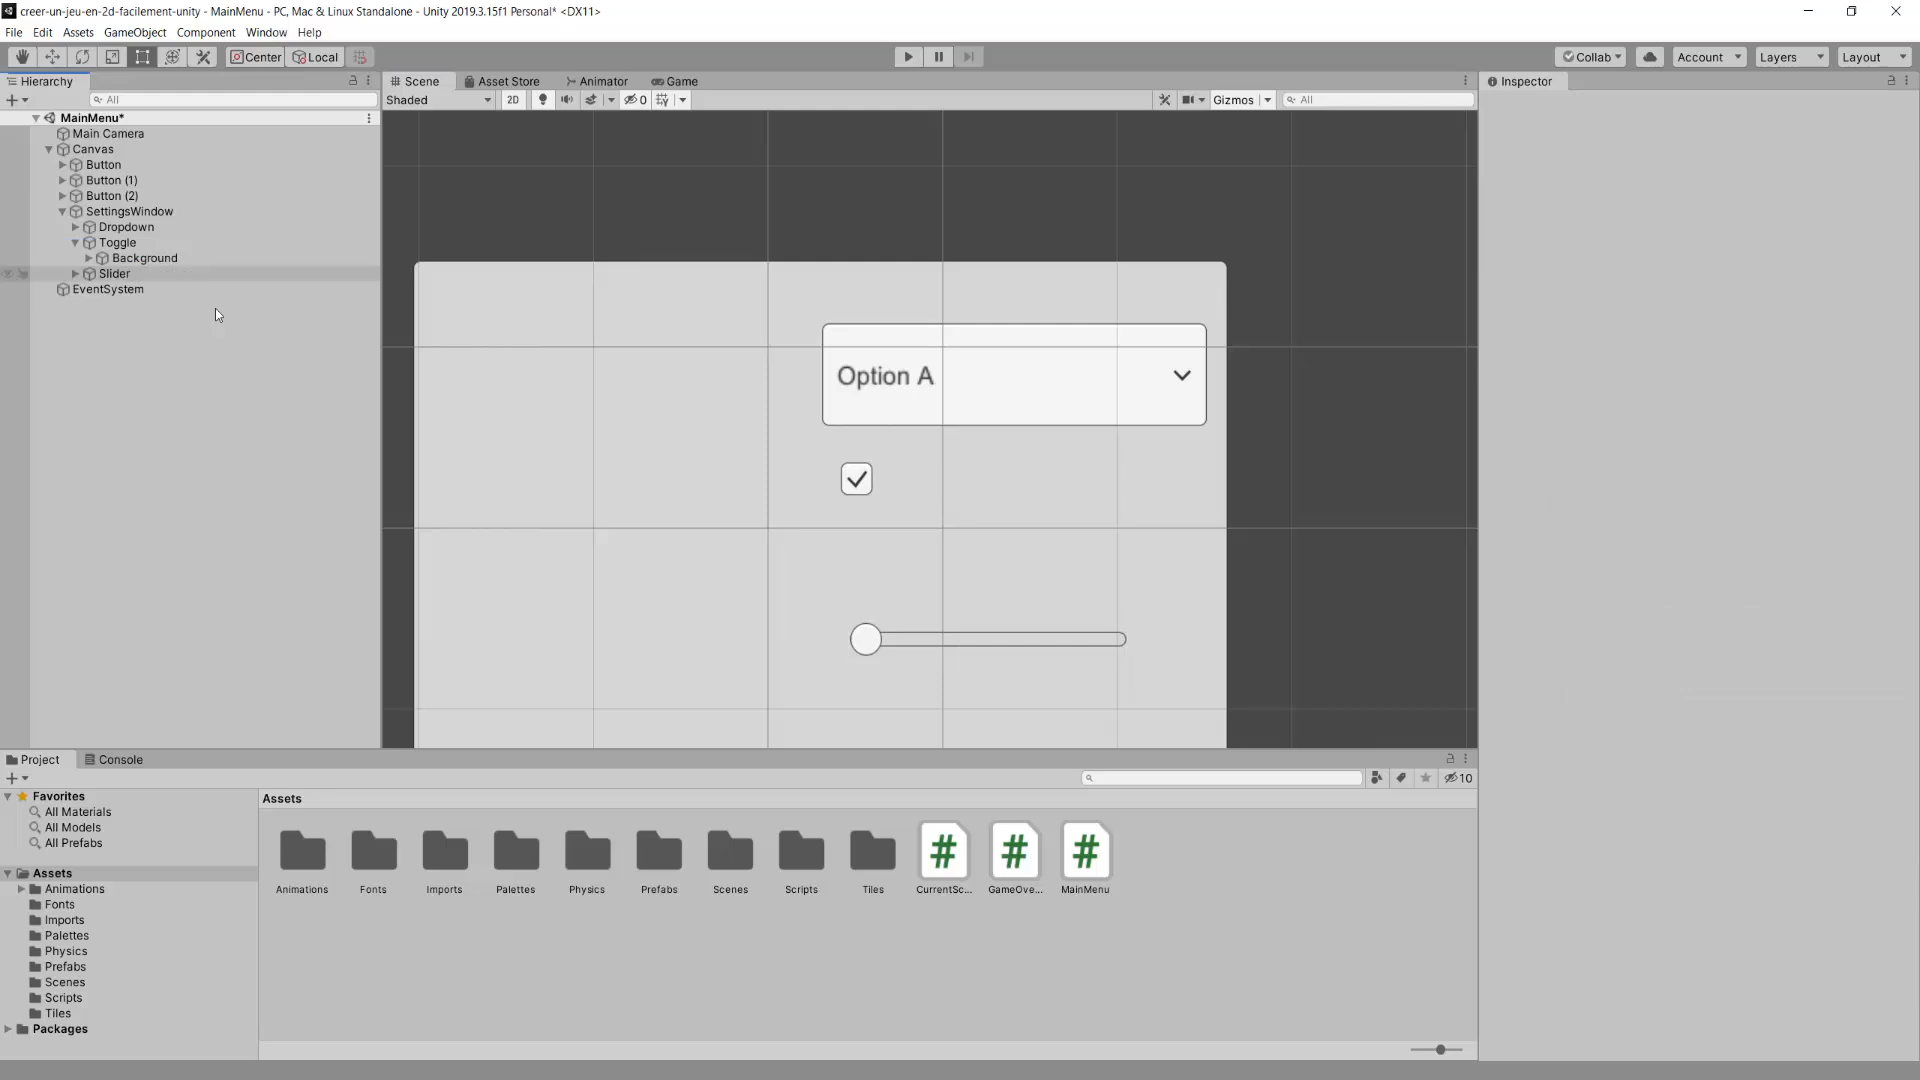 creer-un-jeu-en-2d-facilement-unity - MainMenu - PC, Mac & Linux Standalone - Unity 2019.3.15f1 Personal* <DX11>
File Edit Assets GameObject Component Window Help
Center Local Collab Account Layers Layout
Hierarchy Scene Asset Store Animator Game Inspector
All Shaded 2D 0 Gizmos All
MainMenu*
Main Camera
Canvas
Button
Button (1)
Button (2)
SettingsWindow
Dropdown
Toggle
Background
Slider
EventSystem
Option A
Project Console
10
Favorites
All Materials
All Models
All Prefabs
Assets
Animations
Fonts
Imports
Palettes
Physics
Prefabs
Scenes
Scripts
Tiles
Packages
Assets
Animations Fonts Imports Palettes Physics Prefabs Scenes Scripts Tiles CurrentSc... GameOve... MainMenu